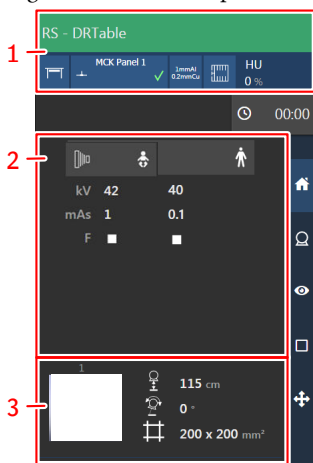 RS - DRTable
1
MCK Panel 1
1mmAl
0.2mmCu
HU
0 %
00:00
2
kV 42 40
mAs 1 0.1
F
1
3
115 cm
0 °
200 x 200 mm²